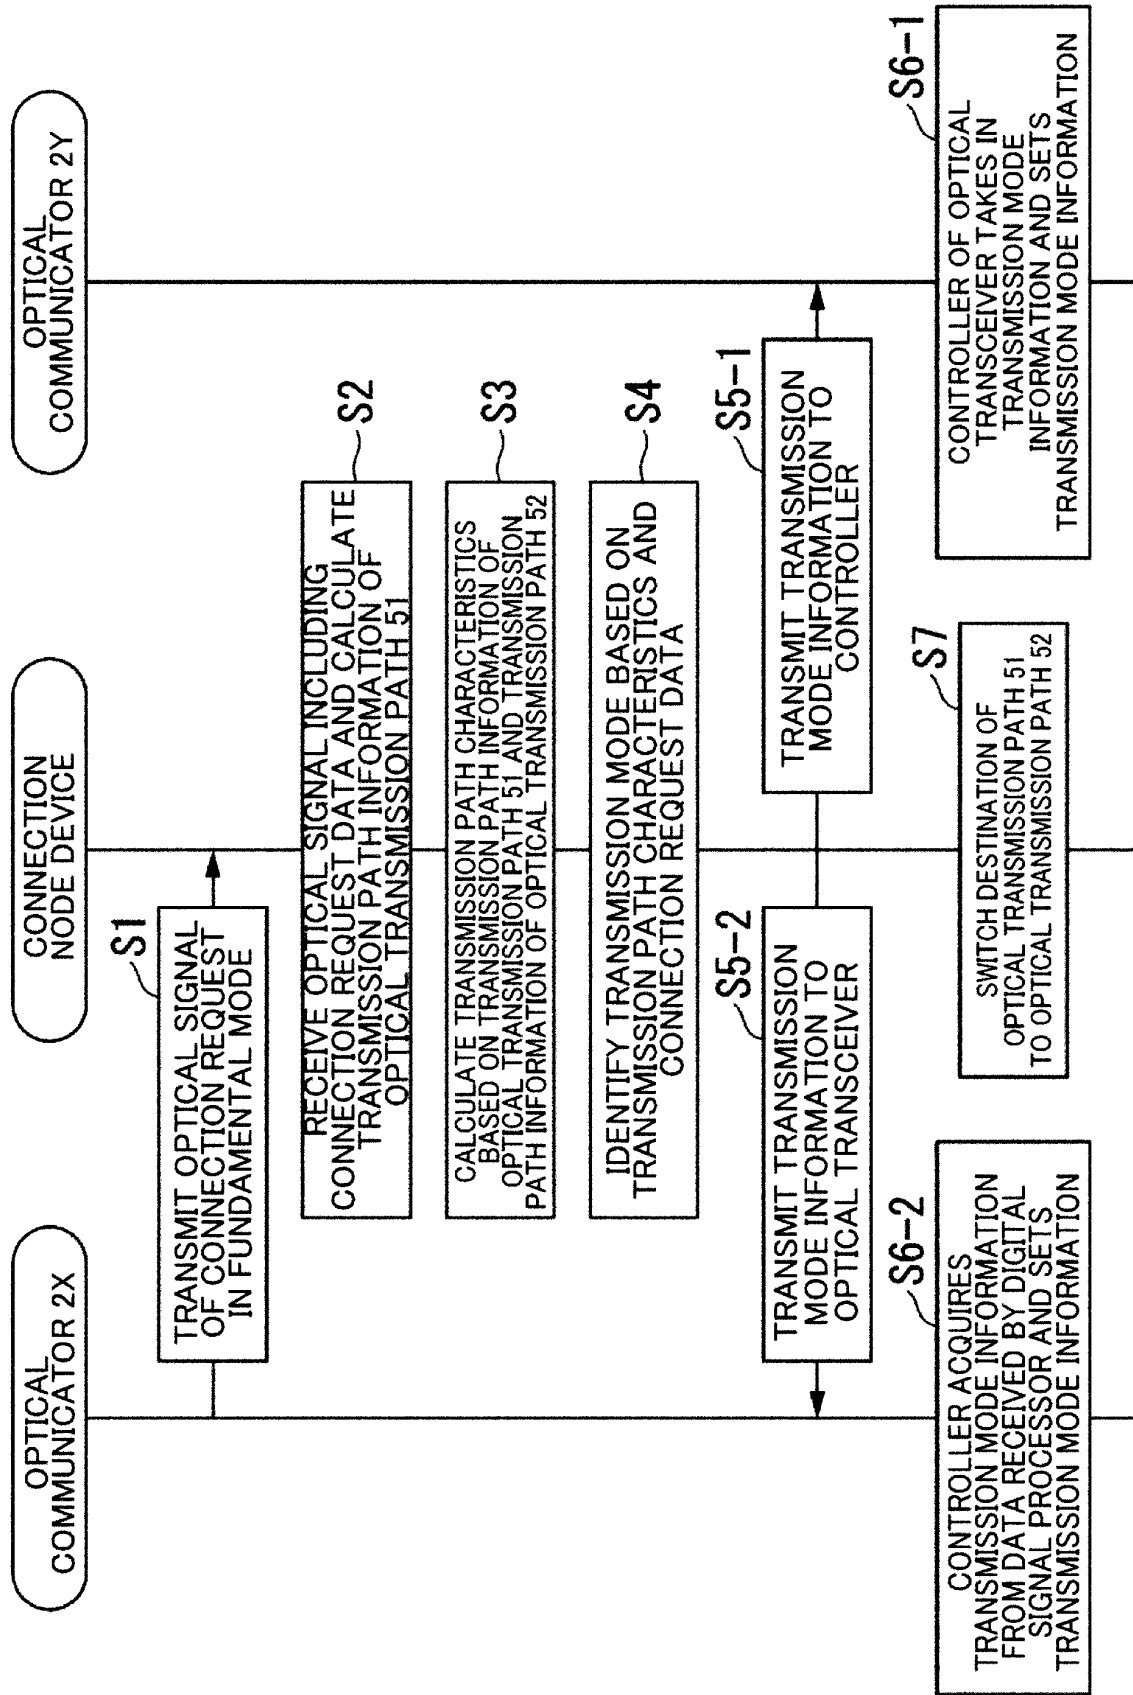 OPTICAL
COMMUNICATOR 2X
CONNECTION
NODE DEVICE
OPTICAL
COMMUNICATOR 2Y
S1
TRANSMIT OPTICAL SIGNAL
OF CONNECTION REQUEST
IN FUNDAMENTAL MODE
S2
RECEIVE OPTICAL SIGNAL INCLUDING
CONNECTION REQUEST DATA AND CALCULATE
TRANSMISSION PATH INFORMATION OF
OPTICAL TRANSMISSION PATH 51
S3
CALCULATE TRANSMISSION PATH CHARACTERISTICS
BASED ON TRANSMISSION PATH INFORMATION OF
OPTICAL TRANSMISSION PATH 51 AND TRANSMISSION
PATH INFORMATION OF OPTICAL TRANSMISSION PATH 52
S4
IDENTIFY TRANSMISSION MODE BASED ON
TRANSMISSION PATH CHARACTERISTICS AND
CONNECTION REQUEST DATA
S5-2
TRANSMIT TRANSMISSION
MODE INFORMATION TO
OPTICAL TRANSCEIVER
S5-1
TRANSMIT TRANSMISSION
MODE INFORMATION TO
CONTROLLER
S6-2
CONTROLLER ACQUIRES
TRANSMISSION MODE INFORMATION
FROM DATA RECEIVED BY DIGITAL
SIGNAL PROCESSOR AND SETS
TRANSMISSION MODE INFORMATION
S7
SWITCH DESTINATION OF
OPTICAL TRANSMISSION PATH 51
TO OPTICAL TRANSMISSION PATH 52
S6-1
CONTROLLER OF OPTICAL
TRANSCEIVER TAKES IN
TRANSMISSION MODE
INFORMATION AND SETS
TRANSMISSION MODE INFORMATION